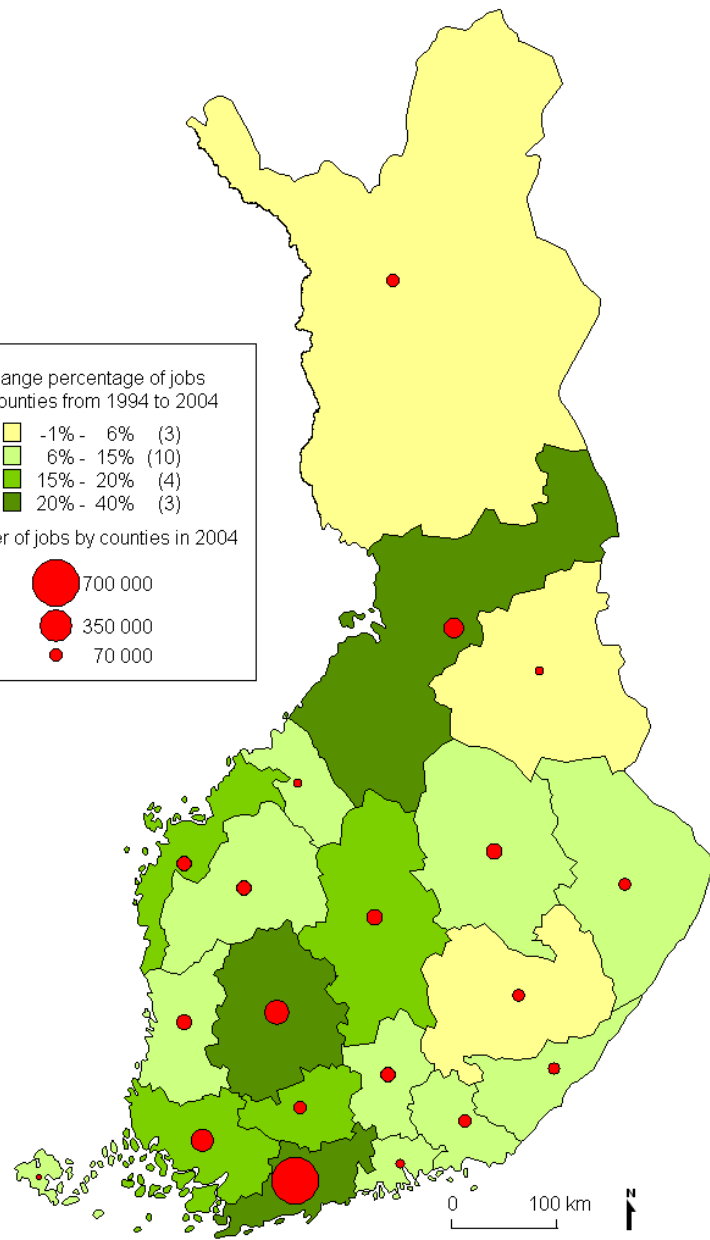 ange percentage of jobs
ounties from 1994 to 2004
-1% - 6% (3)
6% - 15% (10)
15% - 20% (4)
20% - 40% (3)
er of jobs by counties in 2004
700 000
350 000
70 000
0 100 km
N